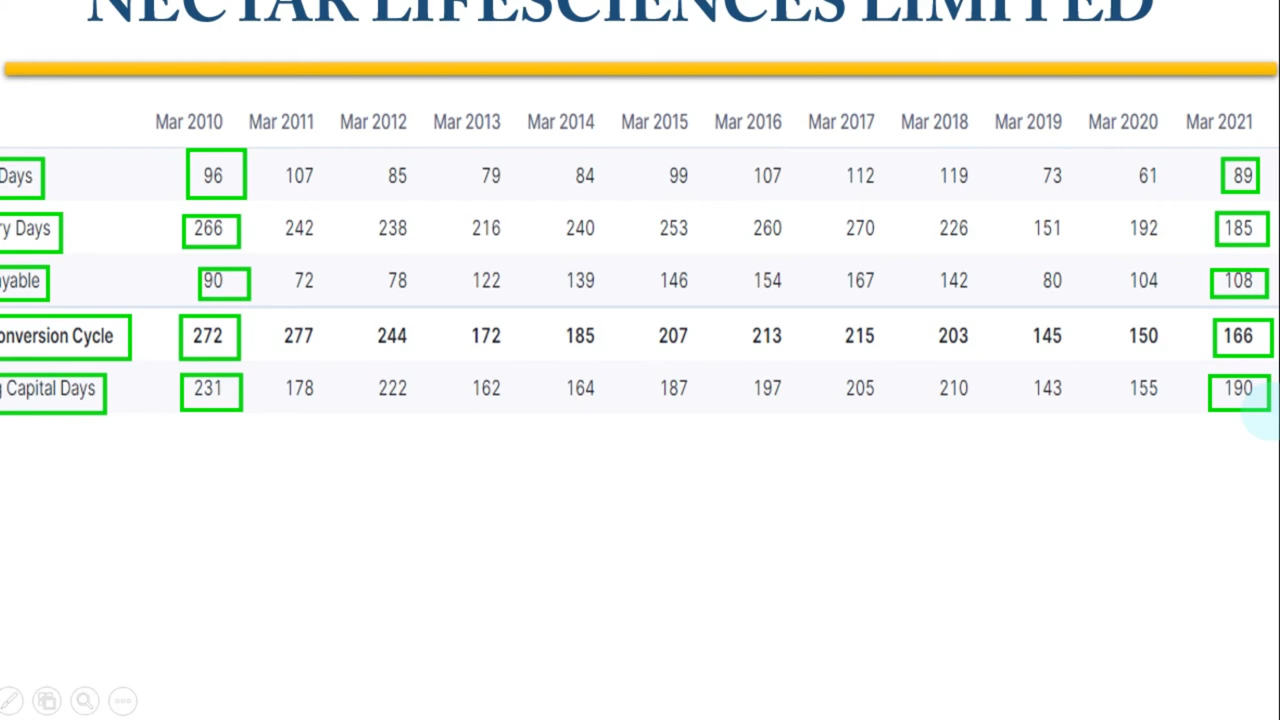 NECTAR LIFESCIENCES LIMITED
Mar 2010 Mar 2011 Mar 2012 Mar 2013 Mar 2014 Mar 2015 Mar 2016 Mar 2017 Mar 2018 Mar 2019 Mar 2020 Mar 2021
Days 96 107 85 79 84 99 107 112 119 73 61 89
ry Days 266 242 238 216 240 253 260 270 226 151 192 185
ayable 90 72 78 122 139 146 154 167 142 80 104 108
onversion Cycle 272 277 244 172 185 207 213 215 203 145 150 166
g Capital Days 231 178 222 162 164 187 197 205 210 143 155 190